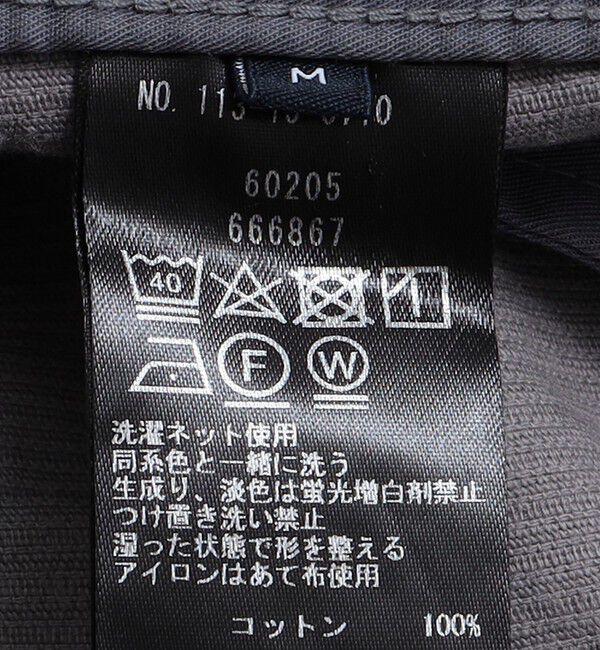 M
NO. 113
60205
666867
40
F
W
洗濯ネット使用
同系色と一緒に洗う
生成り、淡色は蛍光増白剤禁止
つけ置き洗い禁止
湿った状態で形を整える
アイロンはあて布使用
コットン 100%